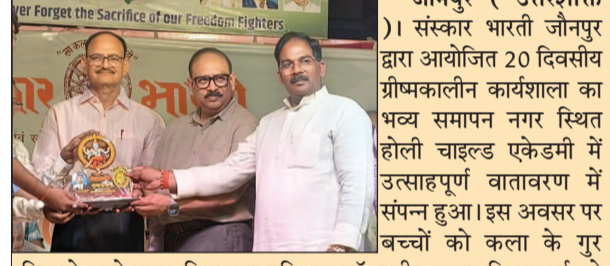 ver Forget the Sacrifice of our Freedom Fighters
भा
)। संस्कार भारती जौनपुर
द्वारा आयोजित 20 दिवसीय
ग्रीष्मकालीन कार्यशाला का
भव्य समापन नगर स्थित
होली चाइल्ड एकेडमी में
उत्साहपूर्ण वातावरण में
संपन्न हुआ। इस अवसर पर
बच्चों को कला के गुर